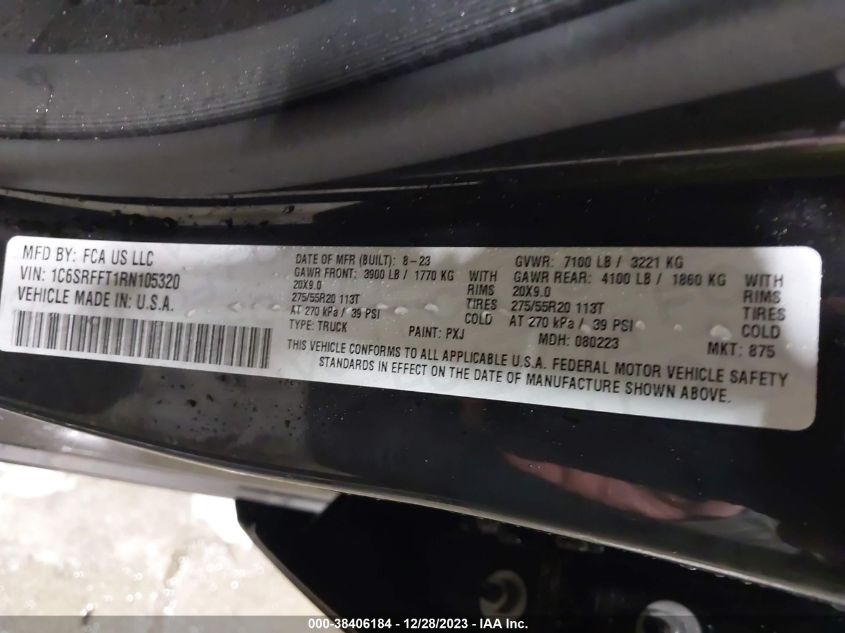 MFD BY: FCA US LLC
VIN: 1C6SRFFT1RN105320
VEHICLE MADE IN: U.S.A.
DATE OF MFR (BUILT): 8-23 GVWR: 7100 LB / 3221 KG
GAWR FRONT: 3900 LB / 1770 KG WITH GAWR REAR: 4100 LB / 1860 KG WITH
20X9.0 RIMS 20X9.0 RIMS
275/55R20 113T TIRES 275/55R20 113T TIRES
AT 270 kPa / 39 PSI COLD AT 270 kPa / 39 PSI COLD
TYPE: TRUCK PAINT: PXJ MDH: 080223 MKT: 875
THIS VEHICLE CONFORMS TO ALL APPLICABLE U.S.A. FEDERAL MOTOR VEHICLE SAFETY
STANDARDS IN EFFECT ON THE DATE OF MANUFACTURE SHOWN ABOVE.
000-38406184 - 12/28/2023 - IAA Inc.